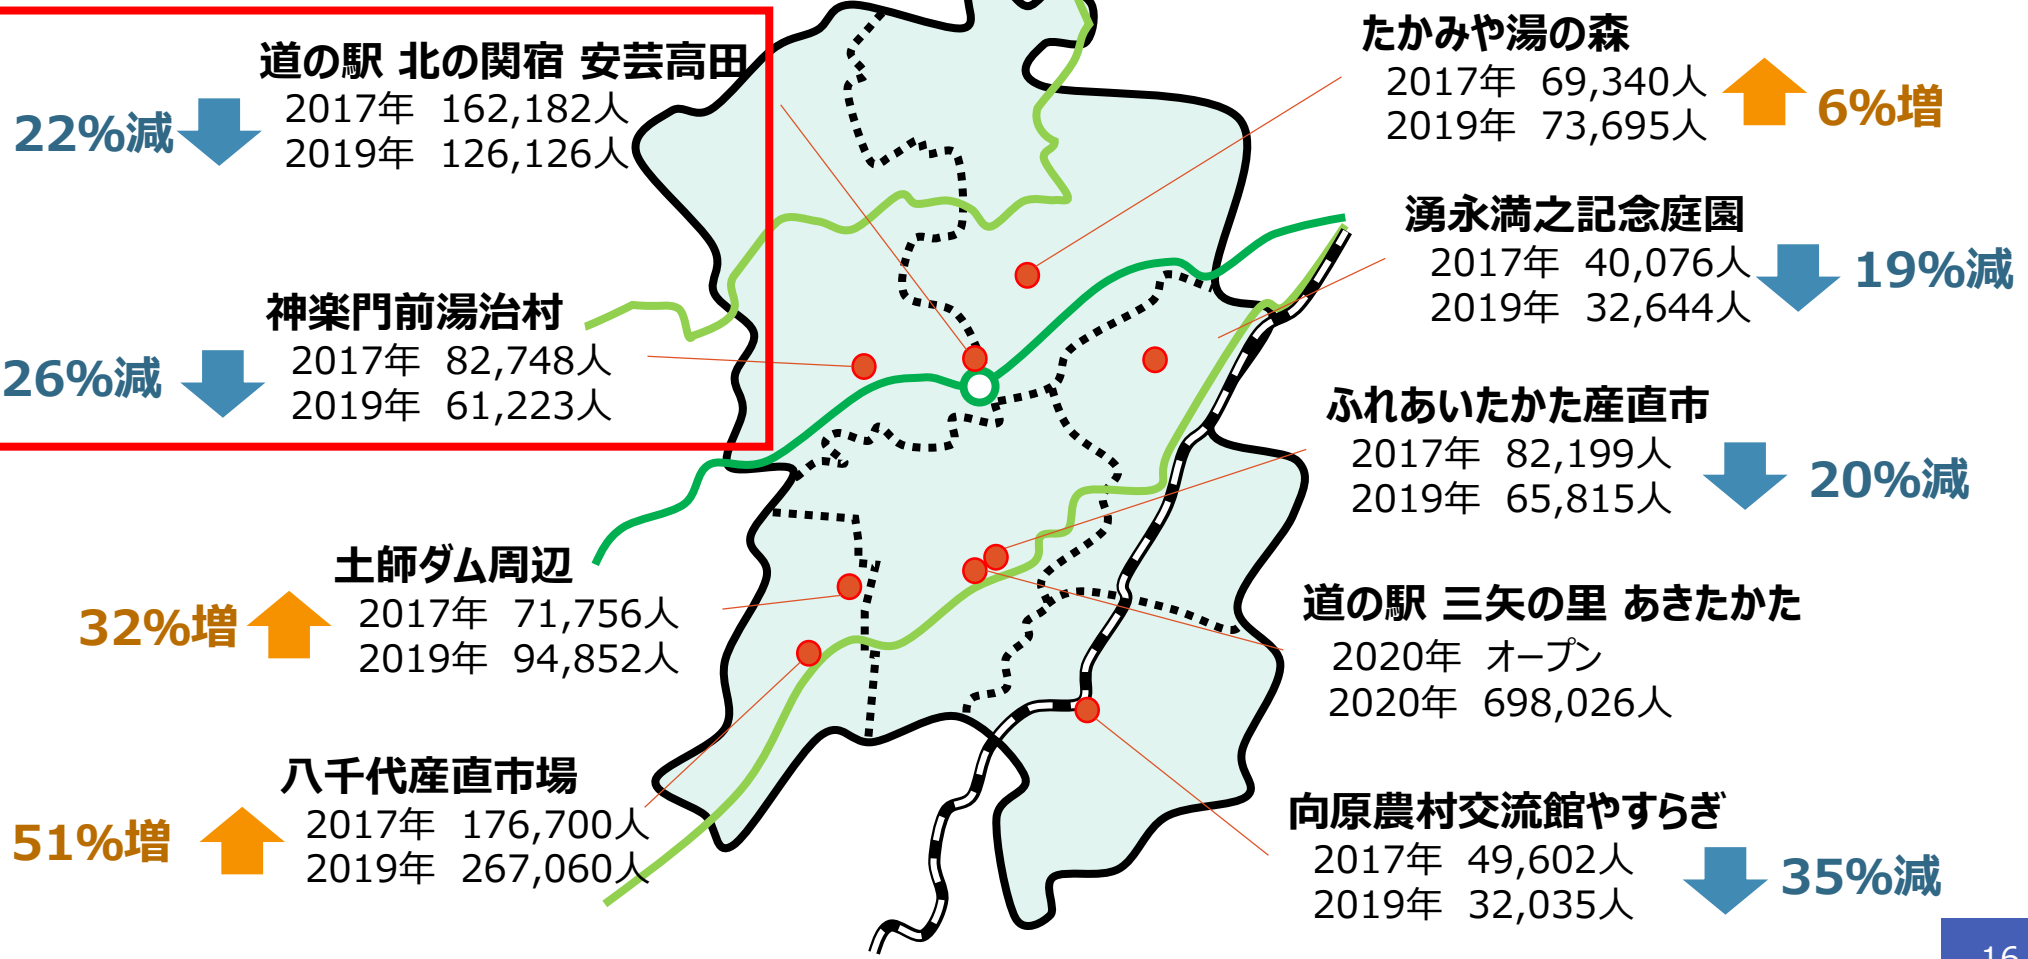 道の駅 北の関宿 安芸高田
2017年 162,182人
2019年 126,126人
22%減
神楽門前湯治村
2017年 82,748人
2019年 61,223人
26%減
土師ダム周辺
2017年 71,756人
2019年 94,852人
32%増
八千代産直市場
2017年 176,700人
2019年 267,060人
51%増
たかみや湯の森
2017年 69,340人
2019年 73,695人
6%増
湧永満之記念庭園
2017年 40,076人
2019年 32,644人
19%減
ふれあいたかた産直市
2017年 82,199人
2019年 65,815人
20%減
道の駅 三矢の里 あきたかた
2020年 オープン
2020年 698,026人
向原農村交流館やすらぎ
2017年 49,602人
2019年 32,035人
35%減
16